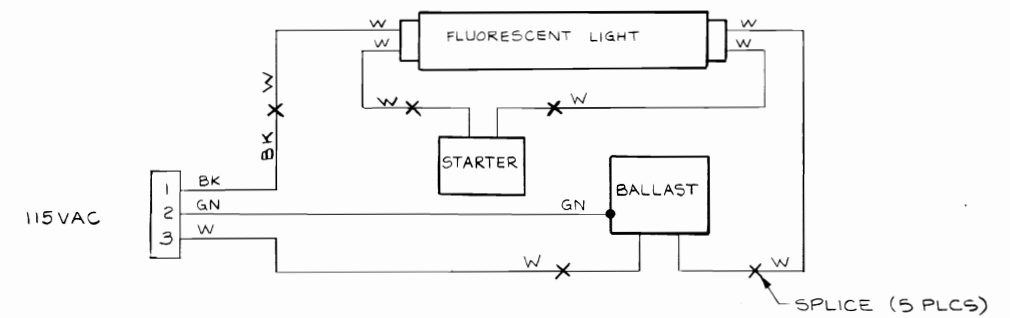 W
W
FLUORESCENT LIGHT
W
W
W
W
W
BK
STARTER
BALLAST
115VAC
1
BK
2
GN
GN
3
W
W
W
SPLICE (5 PLCS)